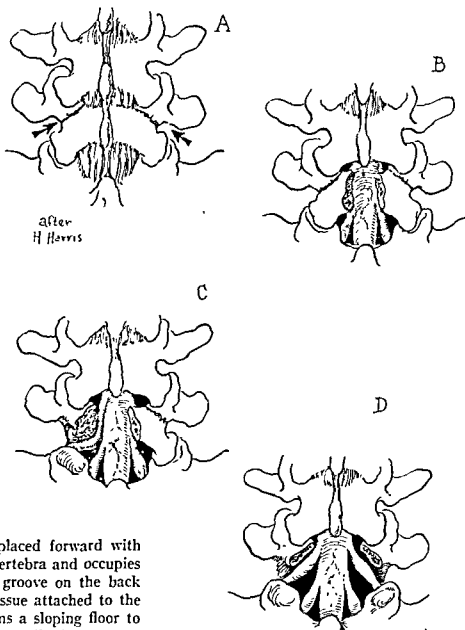 A
B
after
H Harris
C
D
placed forward with
ertebra and occupies
groove on the back
issue attached to the
ns a sloping floor to